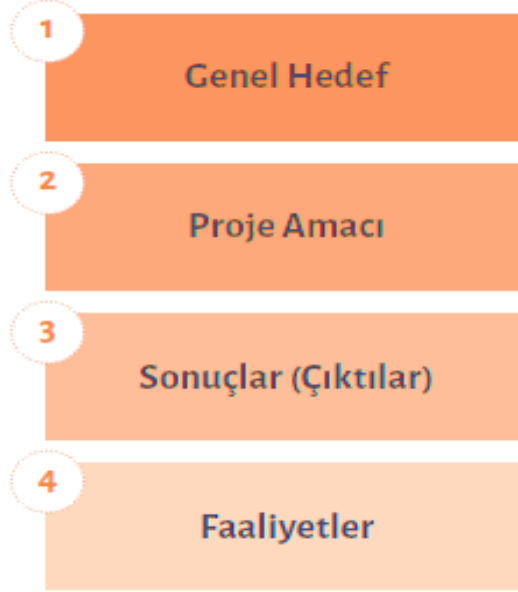 1
Genel Hedef
2
Proje Amacı
3
Sonuçlar (Çıktılar)
4
Faaliyetler